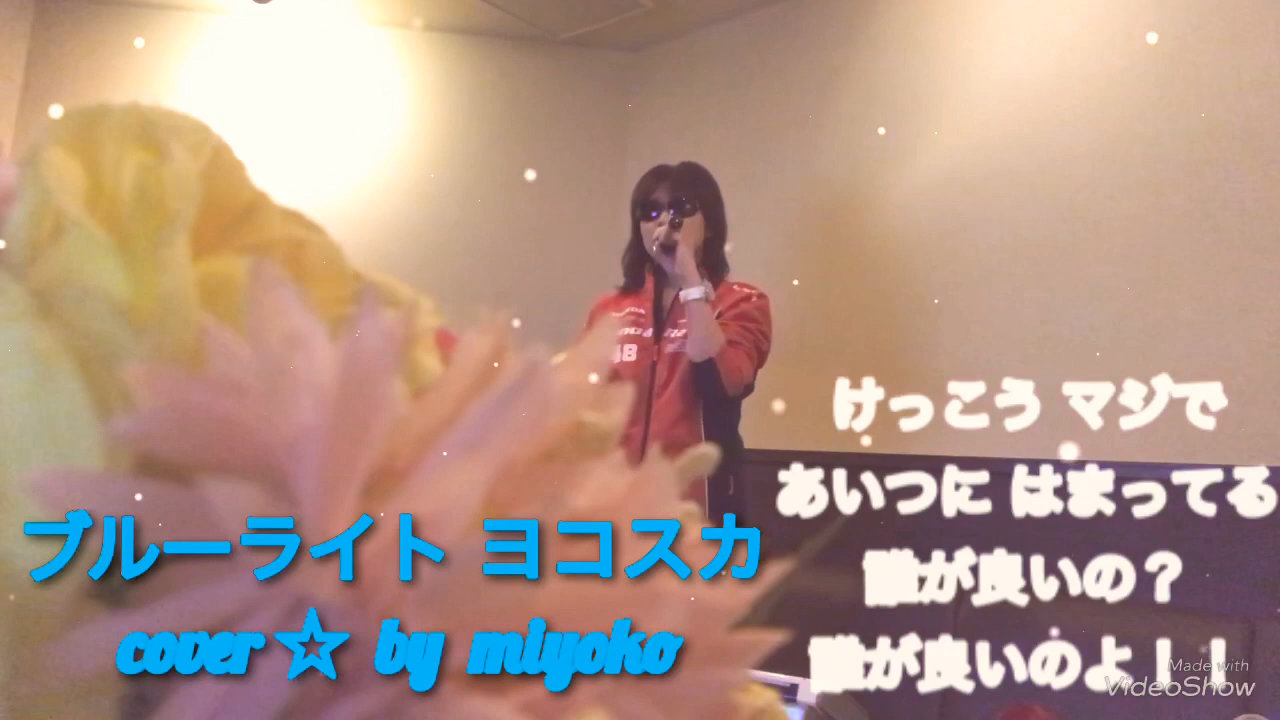 けっこう マジで
あいつに はまってる
誰が良いの？
誰が良いのよ！！
ブルーライト ヨコスカ
cover☆ by miyoko
Made with
VideoShow